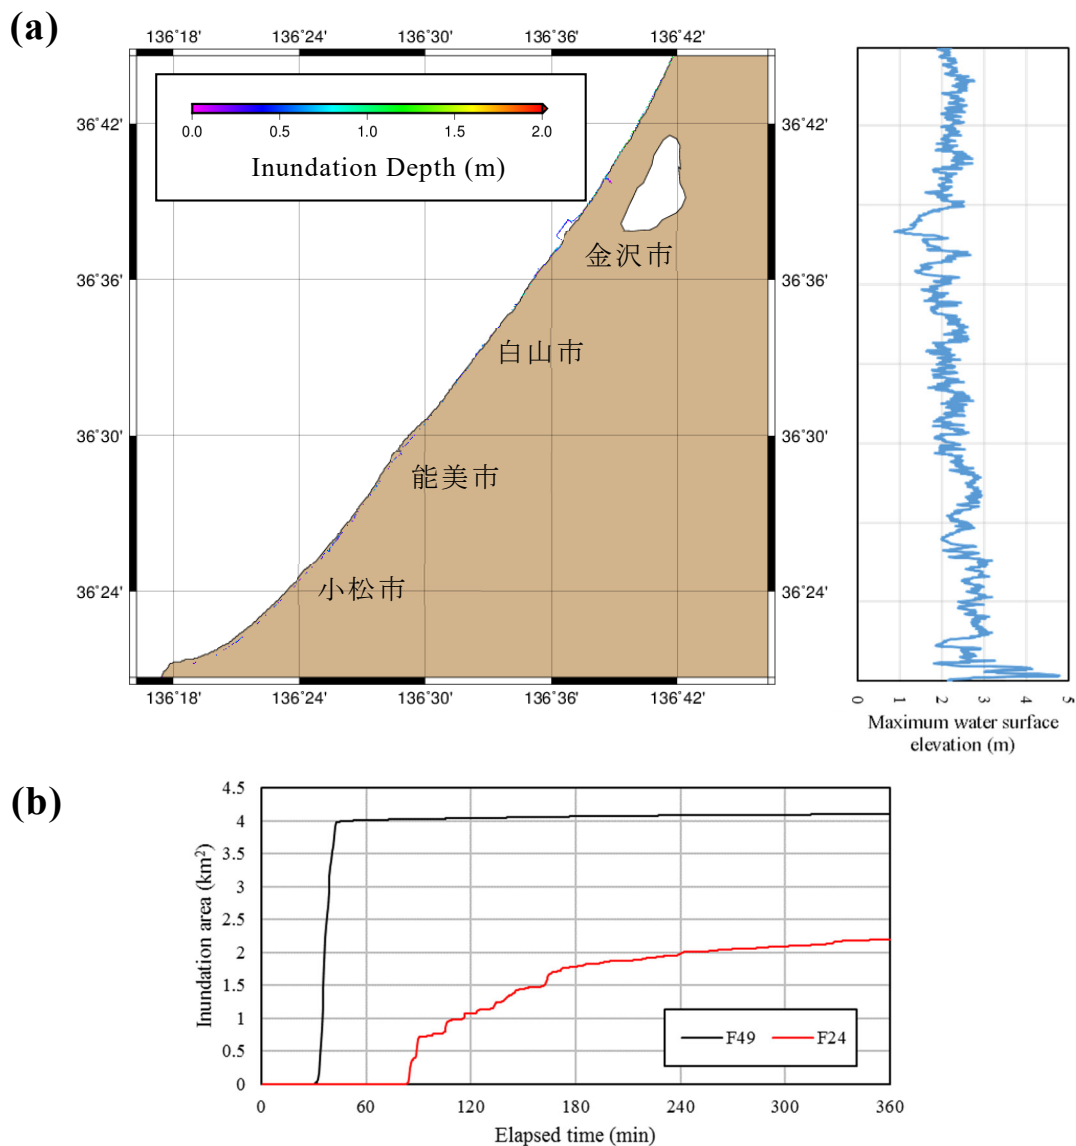 (a)
136˚18' 136˚24' 136˚30' 136˚36' 136˚42'
0.0 0.5 1.0 1.5 2.0
Inundation Depth (m)
36˚42' 36˚42'
金沢市
36˚36' 36˚36'
白山市
36˚30' 36˚30'
能美市
36˚24' 36˚24'
小松市
136˚18' 136˚24' 136˚30' 136˚36' 136˚42'
0 1 2 3 4 5
Maximum water surface
elevation (m)
(b)
4.5
4
3.5
3
2.5
2
1.5
1
0.5
0
Inundation area (km²)
F49 F24
0 60 120 180 240 300 360
Elapsed time (min)